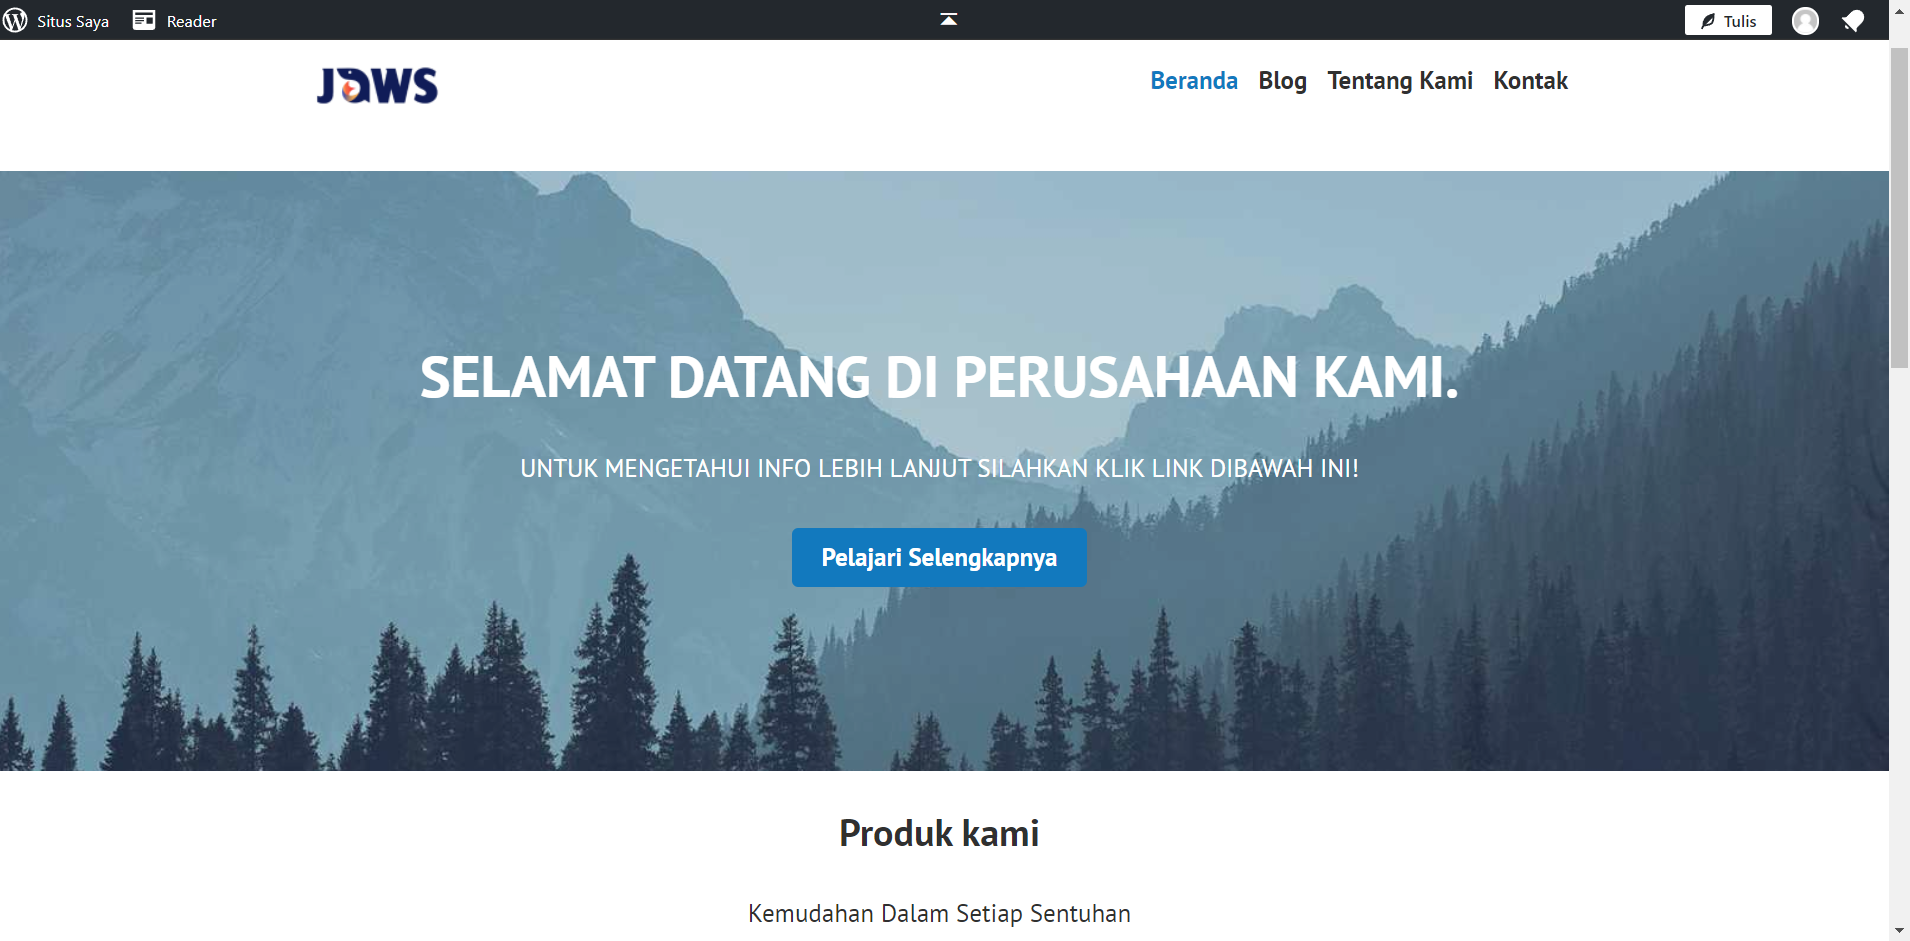 Situs Saya Reader Tulis
JAWS
Beranda Blog Tentang Kami Kontak
SELAMAT DATANG DI PERUSAHAAN KAMI.
UNTUK MENGETAHUI INFO LEBIH LANJUT SILAHKAN KLIK LINK DIBAWAH INI!
Pelajari Selengkapnya
Produk kami
Kemudahan Dalam Setiap Sentuhan